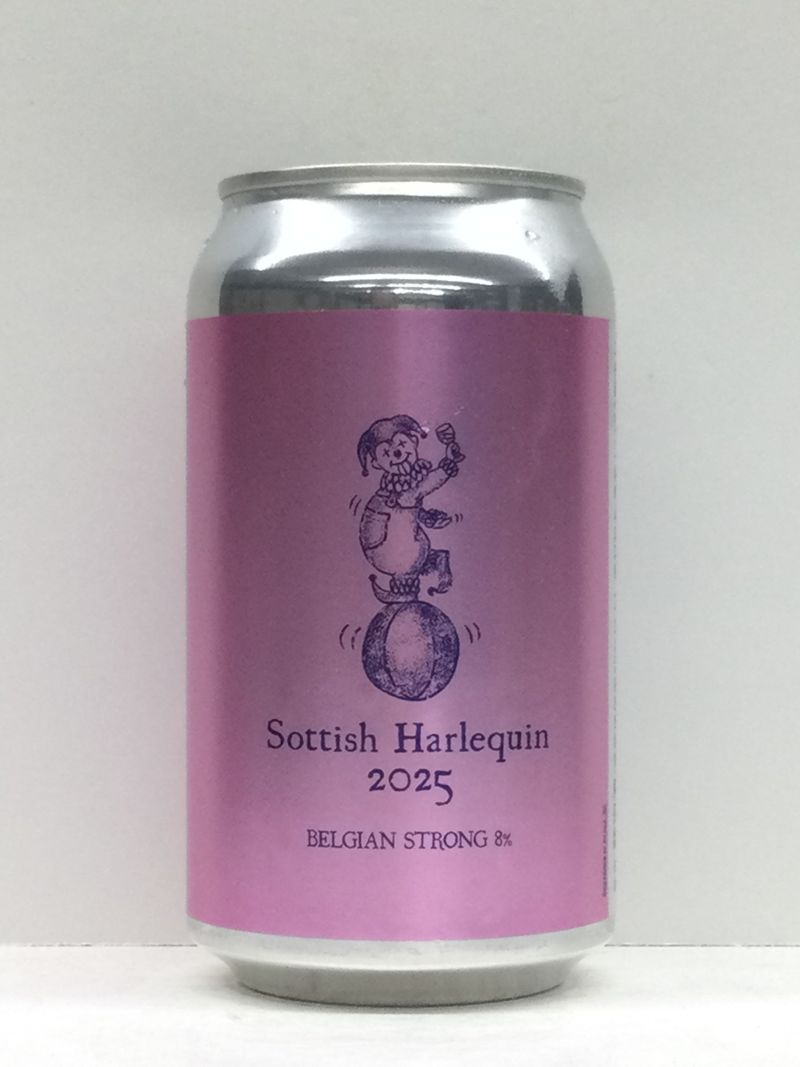 Sottish Harlequin
2025
BELGIAN STRONG 8%